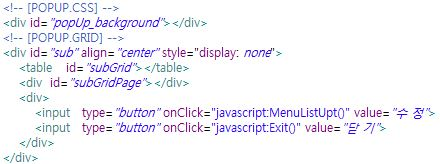 <!-- [POPUP.CSS] -->
<div id="popUp_background"></div>
<!-- [POPUP.GRID] -->
<div id="sub" align="center" style="display: none">
<table id="subGrid"></table>
<div id="subGridPage"></div>
<div>
<input type="button" onClick="javascript:MenuListUpt()" value="수 정">
<input type="button" onClick="javascript:Exit()" value="닫 기">
</div>
</div>